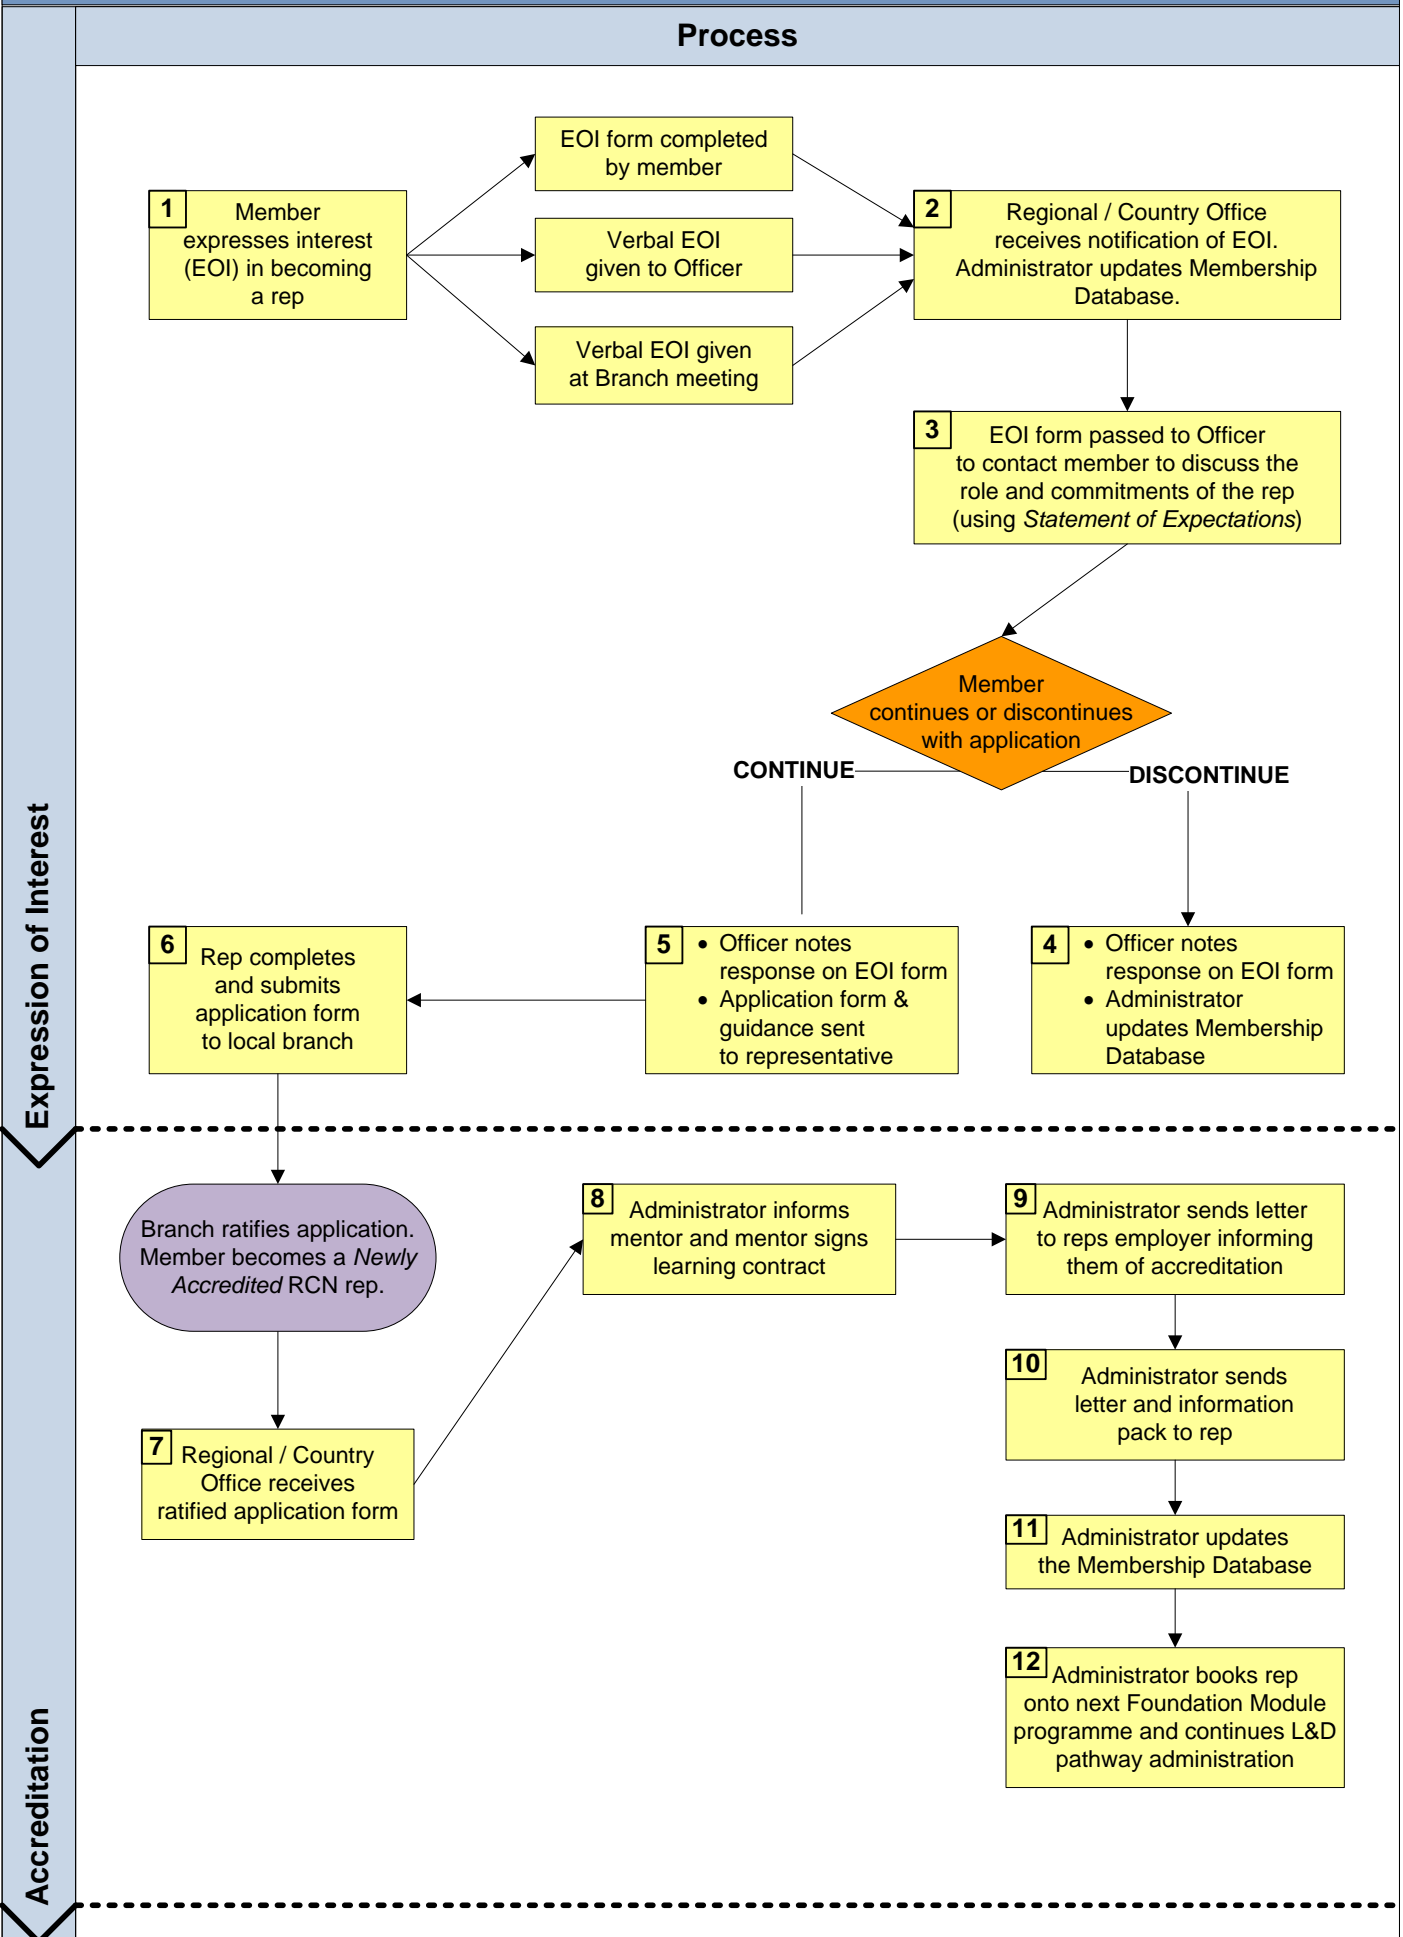 Process
EOI form completed
by member
1
Member
expresses interest
(EOI) in becoming
a rep
Verbal EOI
given to Officer
Verbal EOI given
at Branch meeting
2
Regional / Country Office
receives notification of EOI.
Administrator updates Membership
Database.
3
EOI form passed to Officer
to contact member to discuss the
role and commitments of the rep
(using Statement of Expectations)
Member
continues or discontinues
with application
CONTINUE
DISCONTINUE
Expression of Interest
6
Rep completes
and submits
application form
to local branch
5
• Officer notes
response on EOI form
• Application form &
guidance sent
to representative
4
• Officer notes
response on EOI form
• Administrator
updates Membership
Database
Branch ratifies application.
Member becomes a Newly
Accredited RCN rep.
7
Regional / Country
Office receives
ratified application form
8
Administrator informs
mentor and mentor signs
learning contract
9
Administrator sends letter
to reps employer informing
them of accreditation
10
Administrator sends
letter and information
pack to rep
11
Administrator updates
the Membership Database
12
Administrator books rep
onto next Foundation Module
programme and continues L&D
pathway administration
Accreditation